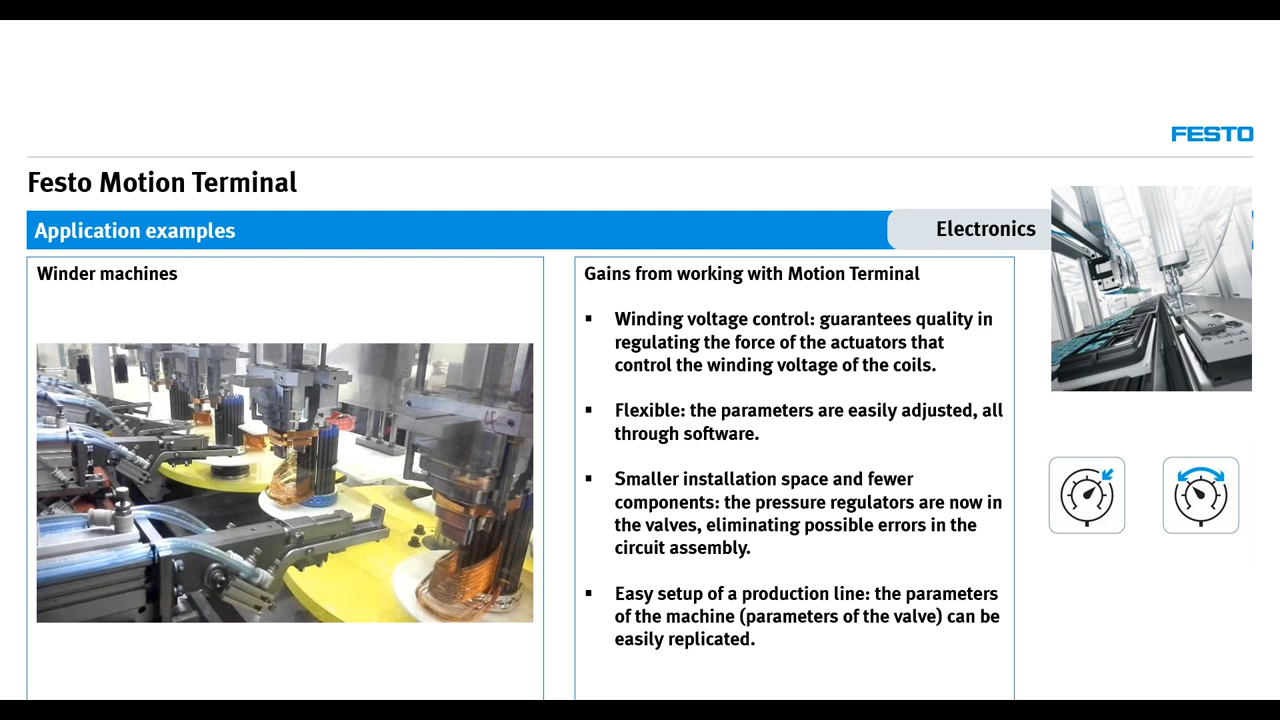 FESTO
Festo Motion Terminal
Application examples
Electronics
Winder machines
Gains from working with Motion Terminal
▪ Winding voltage control: guarantees quality in
regulating the force of the actuators that
control the winding voltage of the coils.
▪ Flexible: the parameters are easily adjusted, all
through software.
▪ Smaller installation space and fewer
components: the pressure regulators are now in
the valves, eliminating possible errors in the
circuit assembly.
▪ Easy setup of a production line: the parameters
of the machine (parameters of the valve) can be
easily replicated.